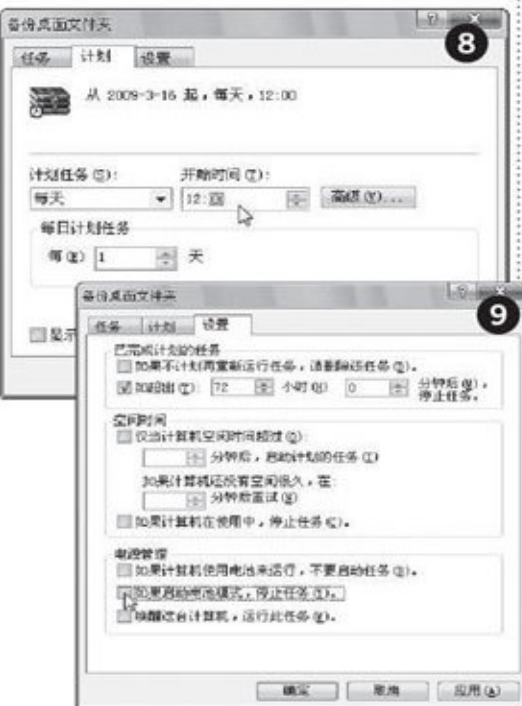 备份桌面文件夹
8
任务 计划 设置
从 2009-3-16 起，每天，12:00
计划任务(S):
开始时间(T):
每天
12:00
高级(V)...
每日计划任务
每(E) 1 天
显示
备份桌面文件夹
9
任务 计划 设置
已完成计划的任务
如果不计划再重新运行任务，请删除该任务(D)。
如超出(T): 72 小时(H) 0 分钟后(M)，
停止任务。
空闲时间
仅当计算机空闲时间超过(O):
分钟后，启动计划的任务(I)
如果计算机还没有空闲很久，在:
分钟后重试(R)
如果计算机在使用中，停止任务(C)。
电源管理
如果计算机使用电池来运行，不要启动任务(D)。
如果启动电池模式，停止任务(B)。
唤醒这台计算机，运行此任务(W)。
确定 取消 应用(A)